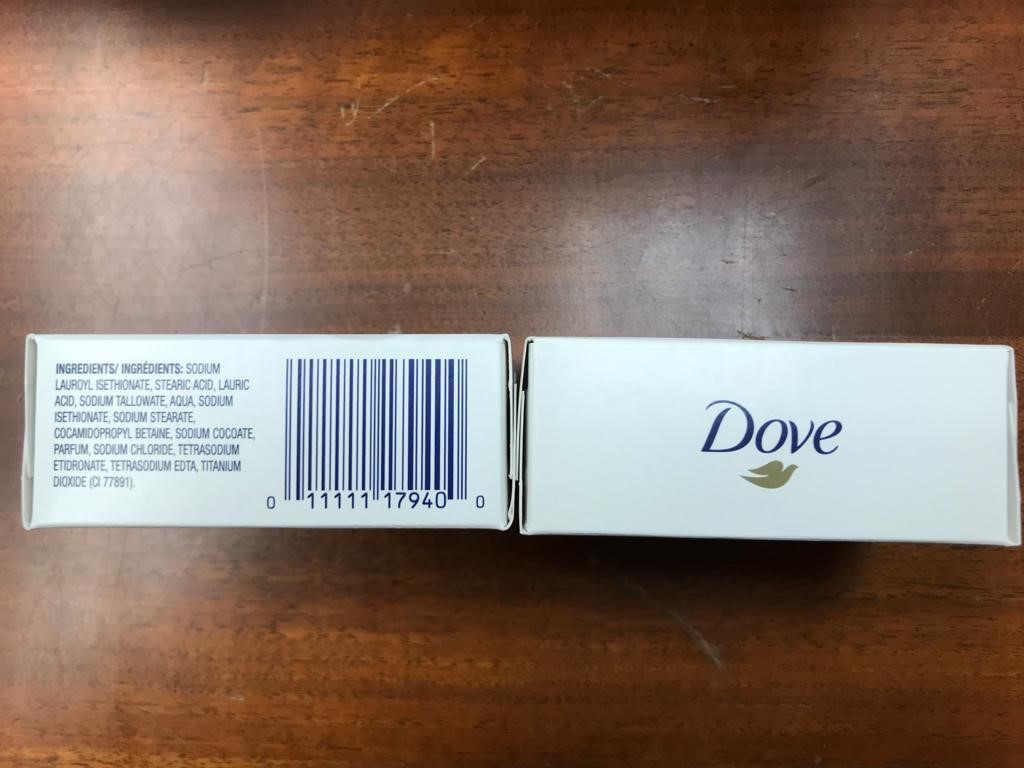 INGREDIENTS/ INGRÉDIENTS: SODIUM
LAUROYL ISETHIONATE, STEARIC ACID, LAURIC
ACID, SODIUM TALLOWATE, AQUA, SODIUM
ISETHIONATE, SODIUM STEARATE,
COCAMIDOPROPYL BETAINE, SODIUM COCOATE,
PARFUM, SODIUM CHLORIDE, TETRASODIUM
ETIDRONATE, TETRASODIUM EDTA, TITANIUM
DIOXIDE (CI 77891).
0 11111 17940 0
Dove